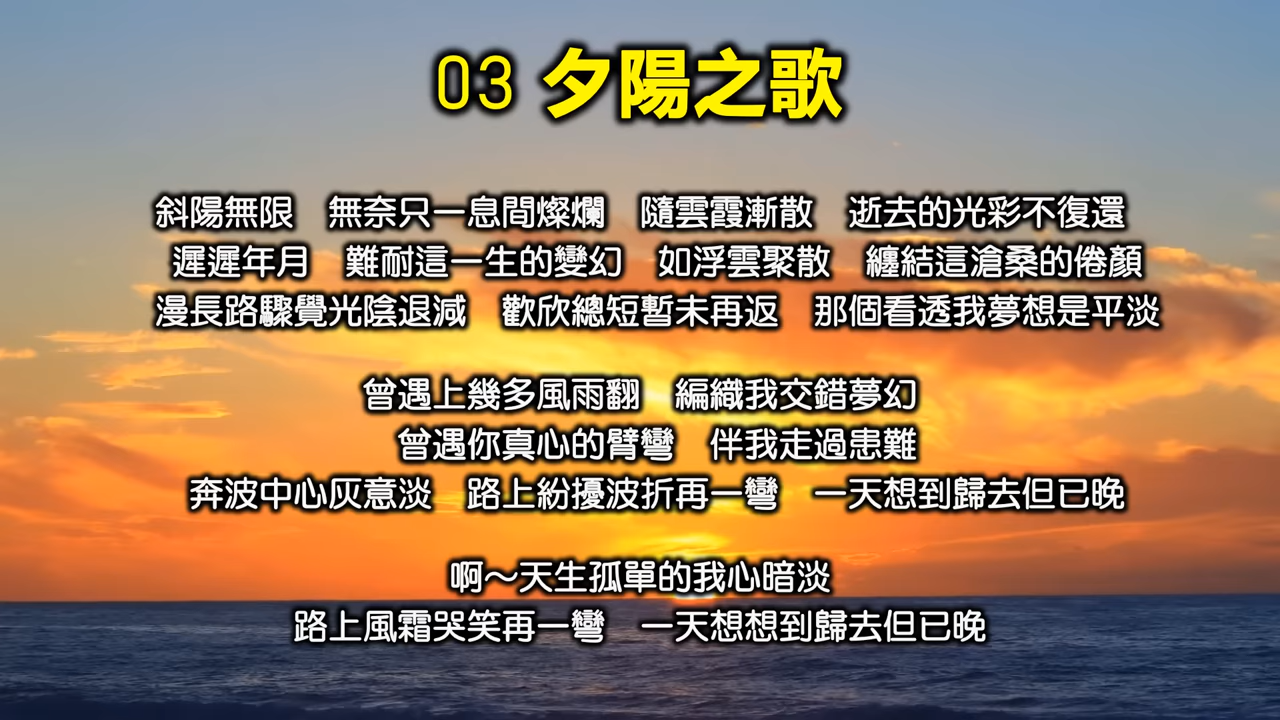 03 夕陽之歌
斜陽無限　無奈只一息間燦爛　隨雲霞漸散　逝去的光彩不復還
遲遲年月　難耐這一生的變幻　如浮雲聚散　纏結這滄桑的倦顏
漫長路驟覺光陰退減　歡欣總短暫未再返　那個看透我夢想是平淡
曾遇上幾多風雨翻　編織我交錯夢幻
曾遇你真心的臂彎　伴我走過患難
奔波中心灰意淡　路上紛擾波折再一彎　一天想到歸去但已晚
啊～天生孤單的我心暗淡
路上風霜哭笑再一彎　一天想想到歸去但已晚